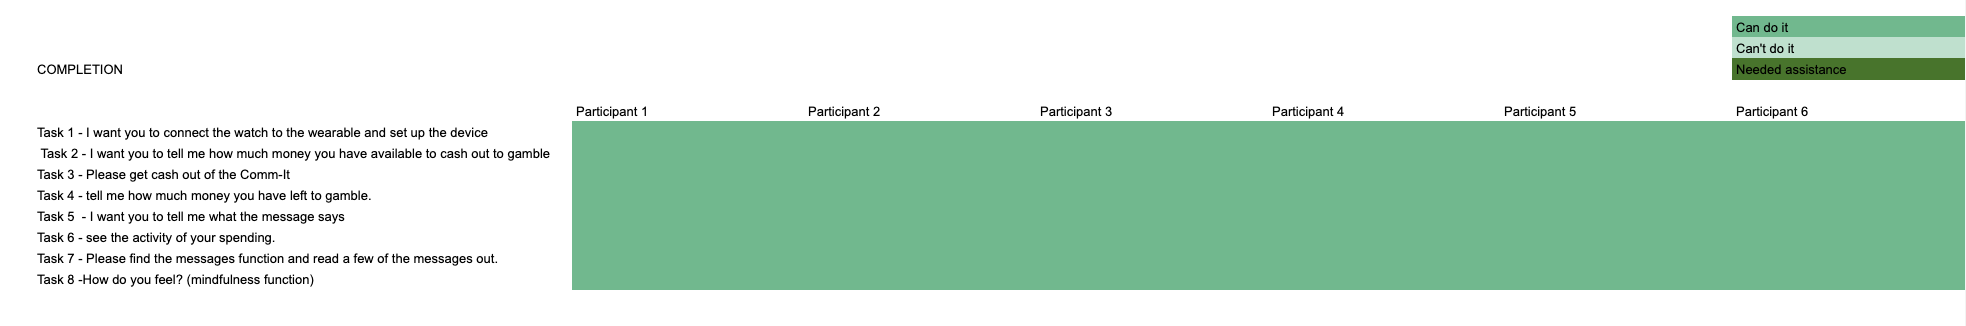 Can do it
Can't do it
COMPLETION
Needed assistance
Participant 1 Participant 2 Participant 3 Participant 4 Participant 5 Participant 6
Task 1 - I want you to connect the watch to the wearable and set up the device
Task 2 - I want you to tell me how much money you have available to cash out to gamble
Task 3 - Please get cash out of the Comm-It
Task 4 - tell me how much money you have left to gamble.
Task 5  - I want you to tell me what the message says
Task 6 - see the activity of your spending.
Task 7 - Please find the messages function and read a few of the messages out.
Task 8 -How do you feel? (mindfulness function)